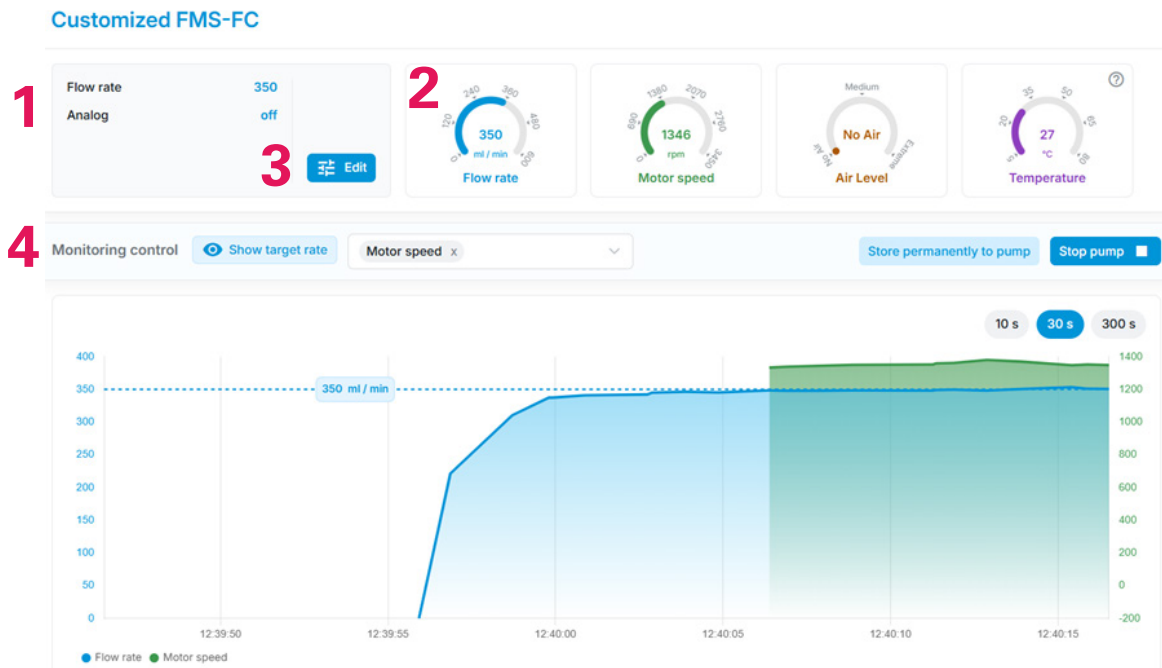 Customized FMS-FC
1
Flow rate 350
Analog off
3
Edit
2
0 120 240 360 480 600
350
ml / min
Flow rate
0 690 1380 2070 2760 3450
1346
rpm
Motor speed
No Air Medium Extreme
No Air
Air Level
5 20 35 50 65 80
27
°C
Temperature
4
Monitoring control Show target rate Motor speed x Store permanently to pump Stop pump
10 s 30 s 300 s
400 1400
350 350 ml / min 1200
300 1000
250 800
200 600
150 400
100 200
50 0
0 -200
12:39:50 12:39:55 12:40:00 12:40:05 12:40:10 12:40:15
Flow rate Motor speed